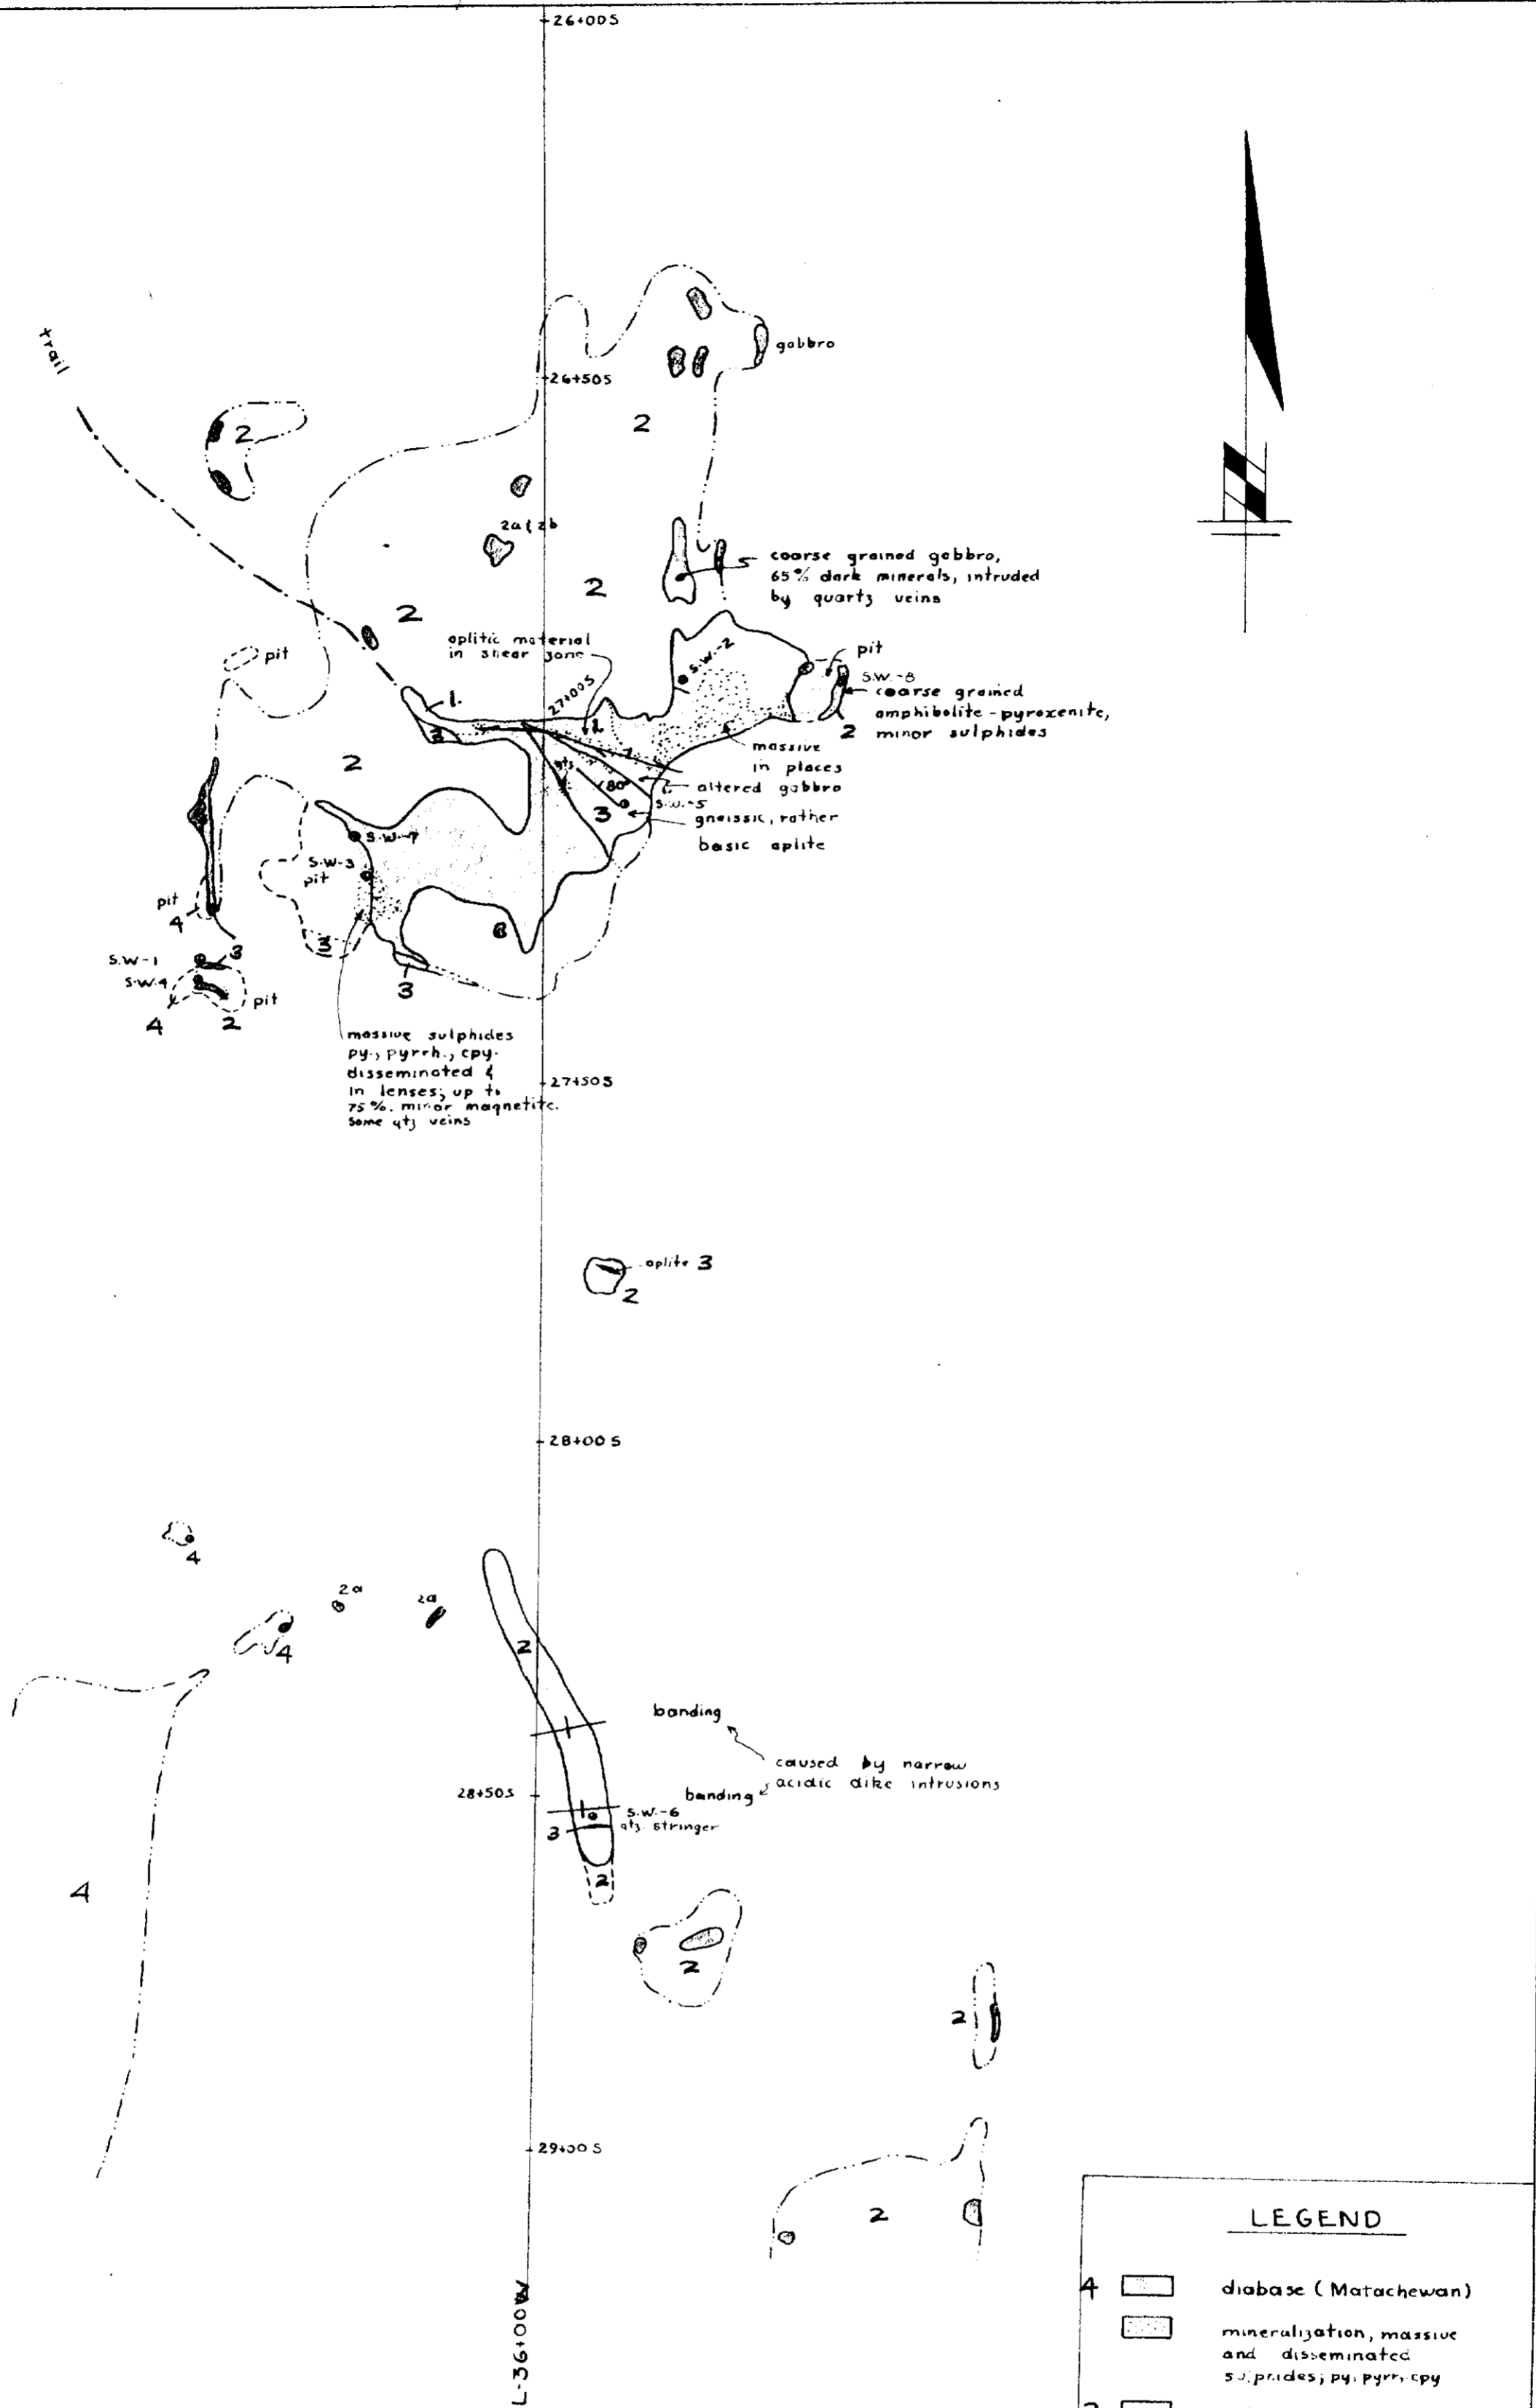 26+00S
trail
gabbro
26+50S
2
2
2a & 2b
2
5
coarse grained gabbro,
65% dark minerals, intruded
by quartz veins
2
aplitic material
in shear zone
pit
S.W.-2
pit
S.W.-8
coarse grained
amphibolite-pyroxenite,
2 minor sulphides
1.
27+00S
3
massive
in places
2
qtz
80°
altered gabbro
3
S.W.-5
gneissic, rather
basic aplite
S.W.-7
S.W-3
pit
pit
4
3
3
S.W-1
S.W.4
pit
4
2
3
massive sulphides
py., pyrrh., cpy.
disseminated &
in lenses; up to
75%. minor magnetite.
Some qtz veins
27+50S
aplite 3
2
28+00S
4
2a
2a
4
2
banding
caused by narrow
acidic dike intrusions
28+50S
banding
S.W.-6
qtz. stringer
3
2
4
2
2
29+00S
2
L-36+00W
LEGEND
4 diabase (Matachewan)
mineralization, massive
and disseminated
sulphides; py, pyrr, cpy